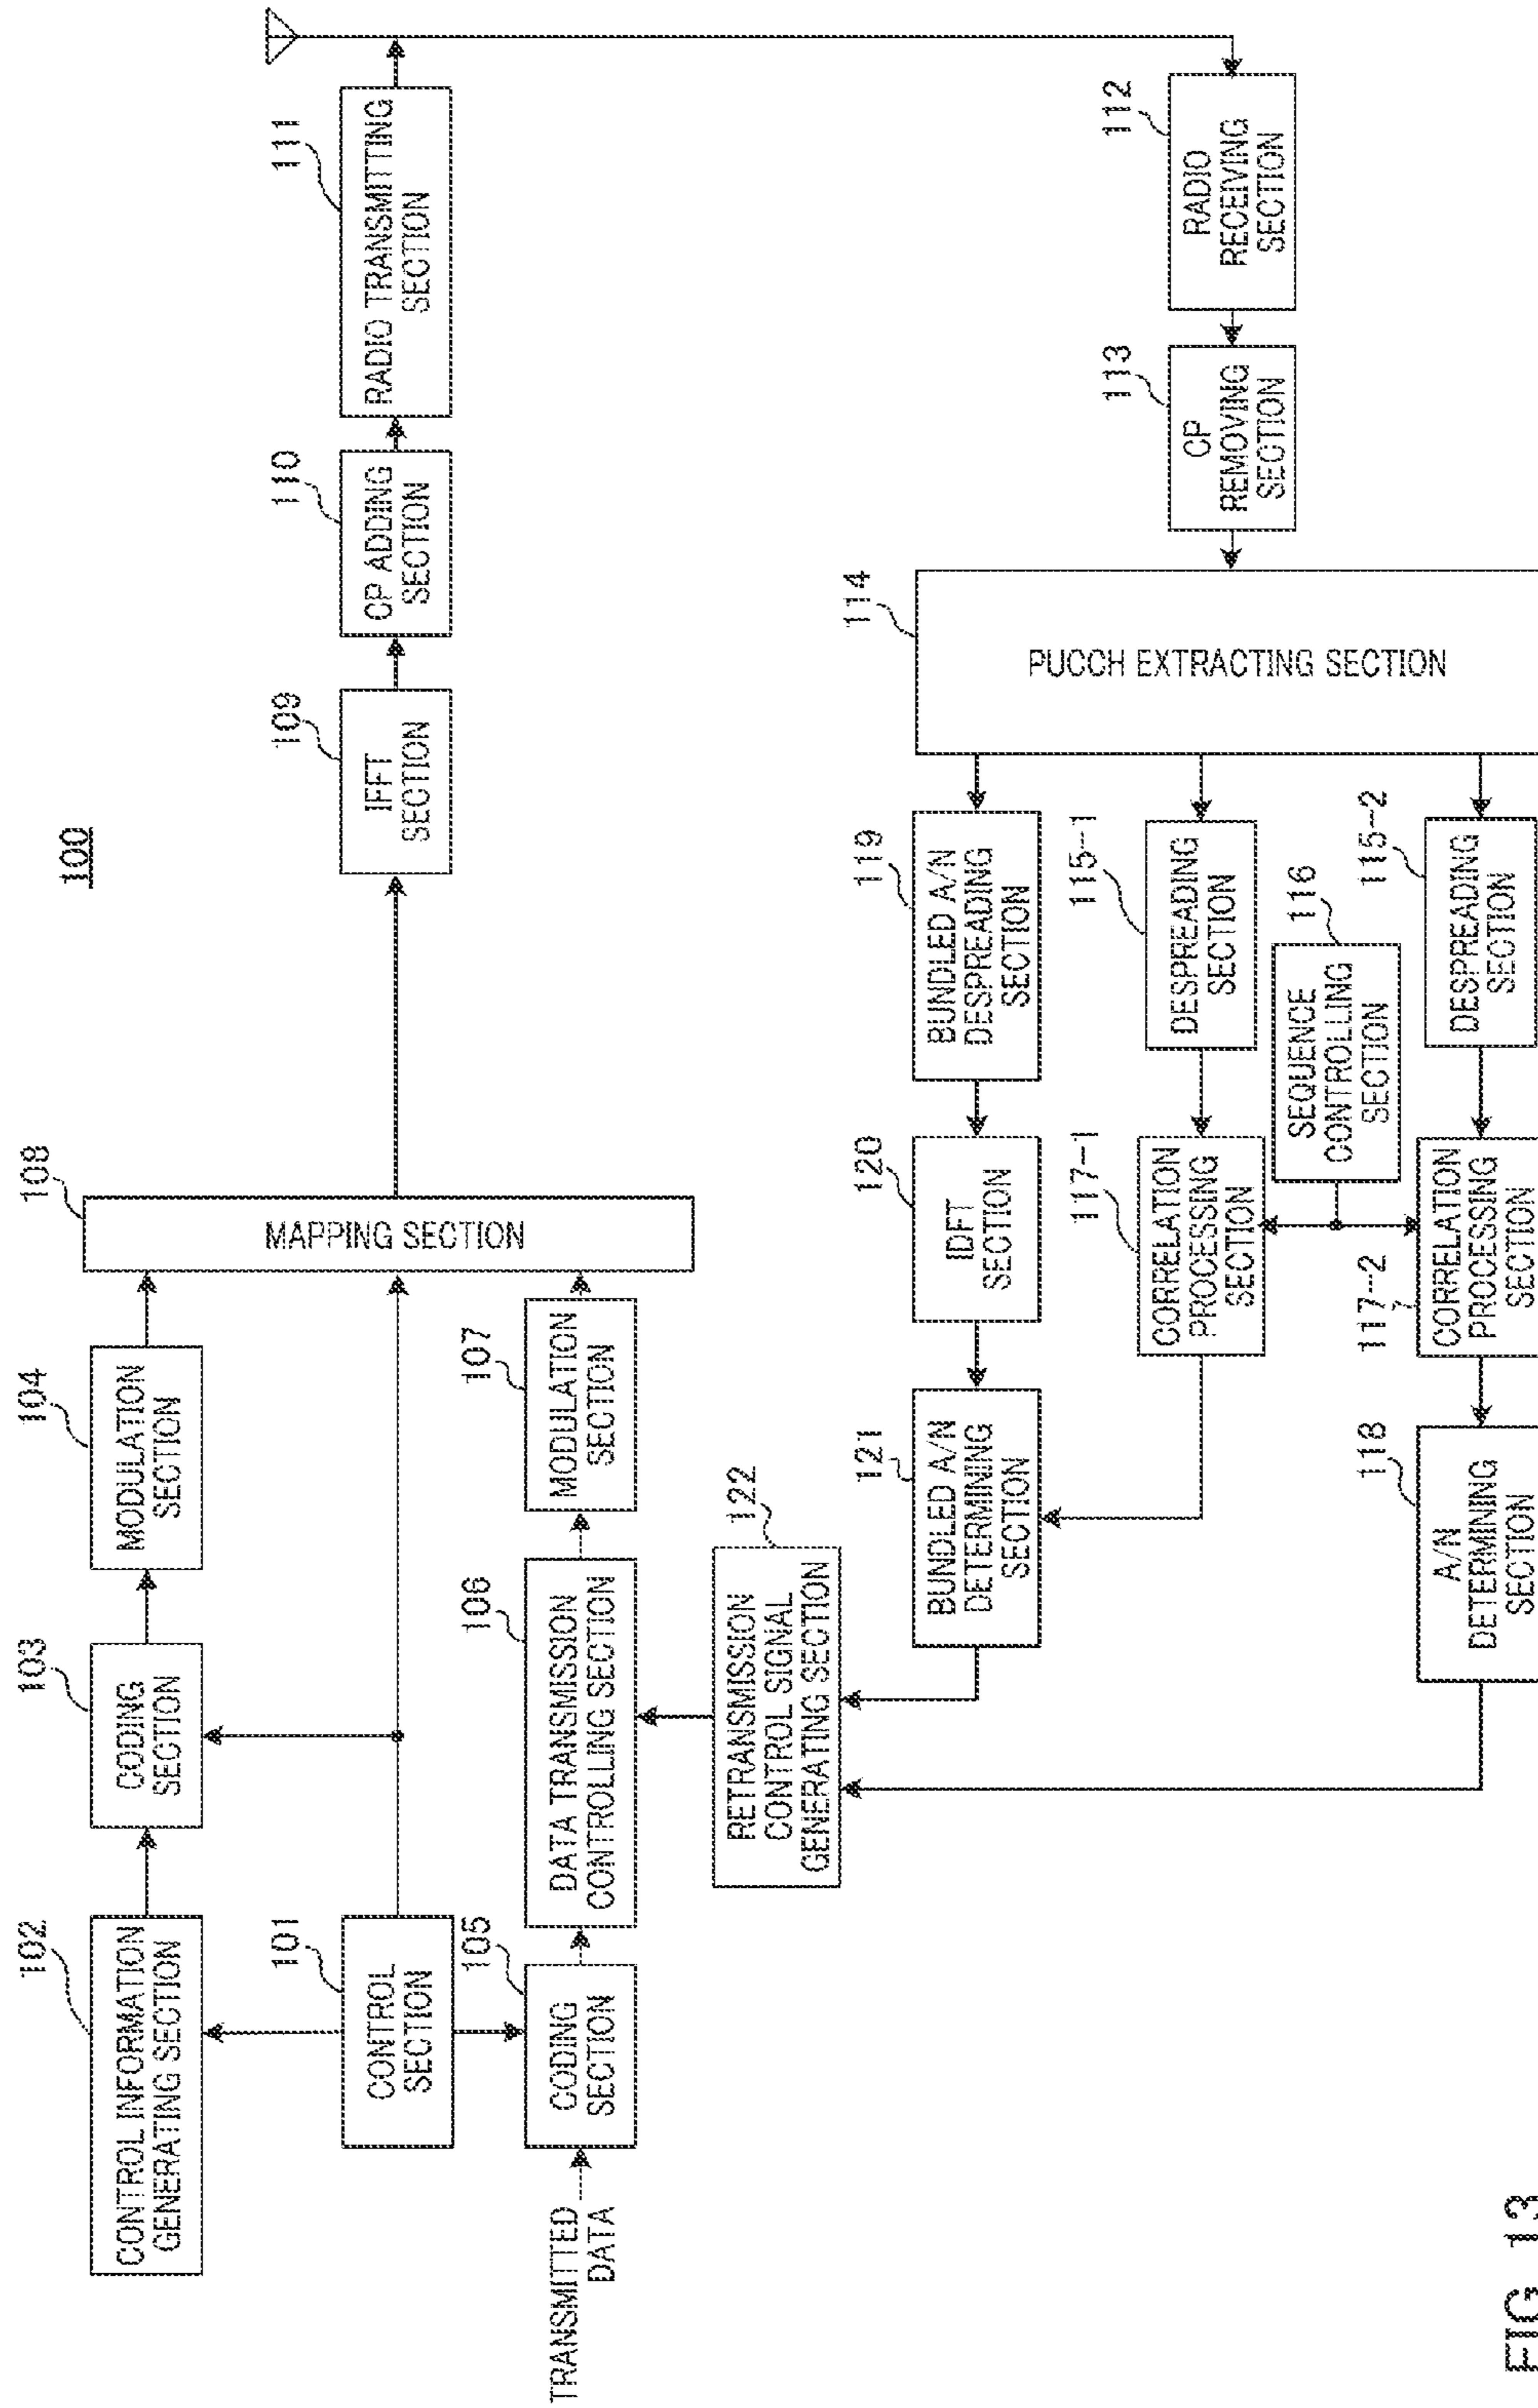 100
102
CONTROL INFORMATION
GENERATING SECTION
103
CODING
SECTION
104
MODULATION
SECTION
108
MAPPING SECTION
101
CONTROL
SECTION
109
IFFT
SECTION
110
CP ADDING
SECTION
111
RADIO TRANSMITTING
SECTION
TRANSMITTED
DATA
105
CODING
SECTION
106
DATA TRANSMISSION
CONTROLLING SECTION
107
MODULATION
SECTION
122
RETRANSMISSION
CONTROL SIGNAL
GENERATING SECTION
121
BUNDLED A/N
DETERMINING
SECTION
120
IDFT
SECTION
119
BUNDLED A/N
DESPREADING
SECTION
114
PUCCH EXTRACTING SECTION
113
CP
REMOVING
SECTION
112
RADIO
RECEIVING
SECTION
117-1
CORRELATION
PROCESSING
SECTION
115-1
DESPREADING
SECTION
116
SEQUENCE
CONTROLLING
SECTION
118
A/N
DETERMINING
SECTION
117-2
CORRELATION
PROCESSING
SECTION
115-2
DESPREADING
SECTION
FIG. 13